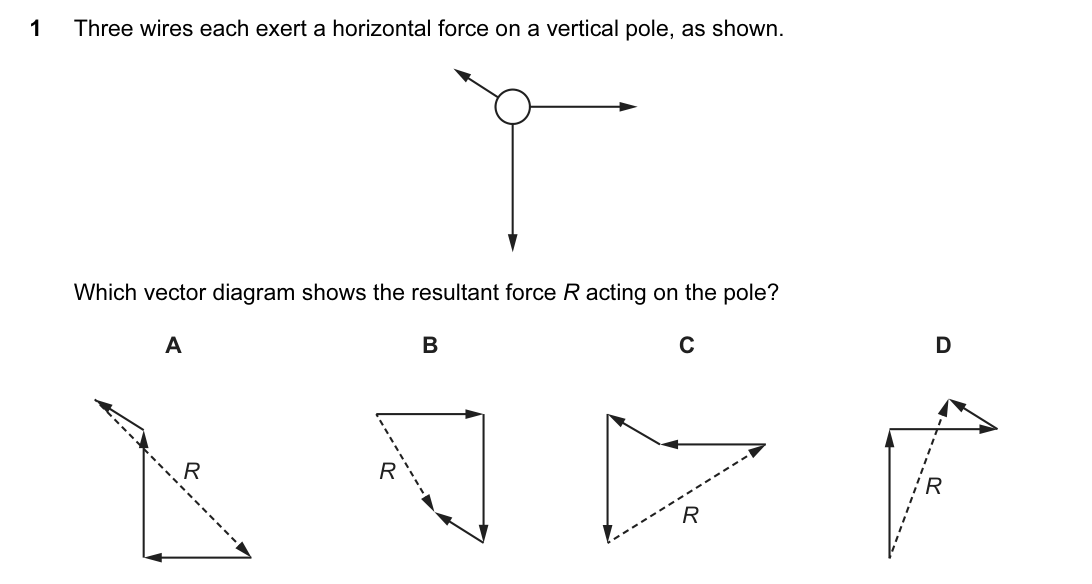 1 Three wires each exert a horizontal force on a vertical pole, as shown.
Which vector diagram shows the resultant force R acting on the pole?
A B C D
R R R R